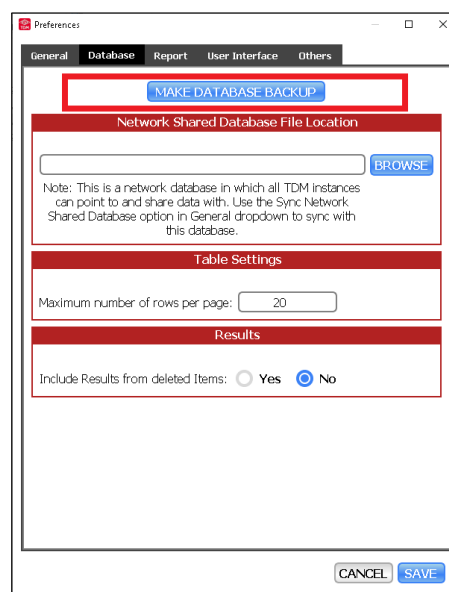 Preferences
General Database Report User Interface Others
MAKE DATABASE BACKUP
Network Shared Database File Location
BROWSE
Note: This is a network database in which all TDM instances
can point to and share data with. Use the Sync Network
Shared Database option in General dropdown to sync with
this database.
Table Settings
Maximum number of rows per page: 20
Results
Include Results from deleted Items: Yes No
CANCEL SAVE